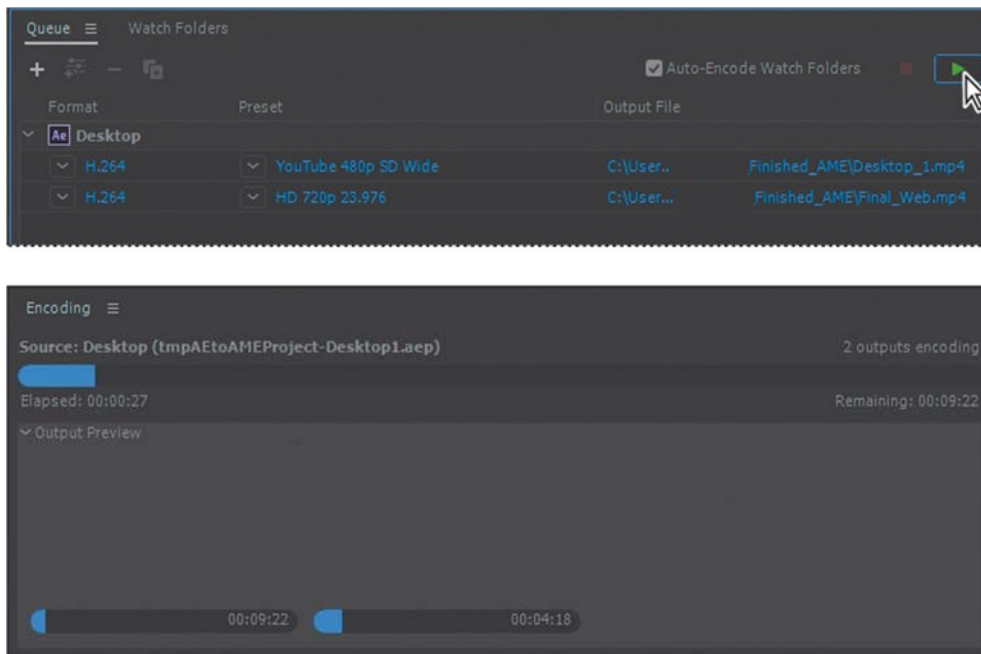 Queue Watch Folders
Auto-Encode Watch Folders
Format Preset Output File
Ae Desktop
H.264 YouTube 480p SD Wide C:\User.. Finished_AME\Desktop_1.mp4
H.264 HD 720p 23.976 C:\User... Finished_AME\Final_Web.mp4
Encoding
Source: Desktop (tmpAEtoAMEProject-Desktop1.aep) 2 outputs encoding
Elapsed: 00:00:27 Remaining: 00:09:22
Output Preview
00:09:22 00:04:18